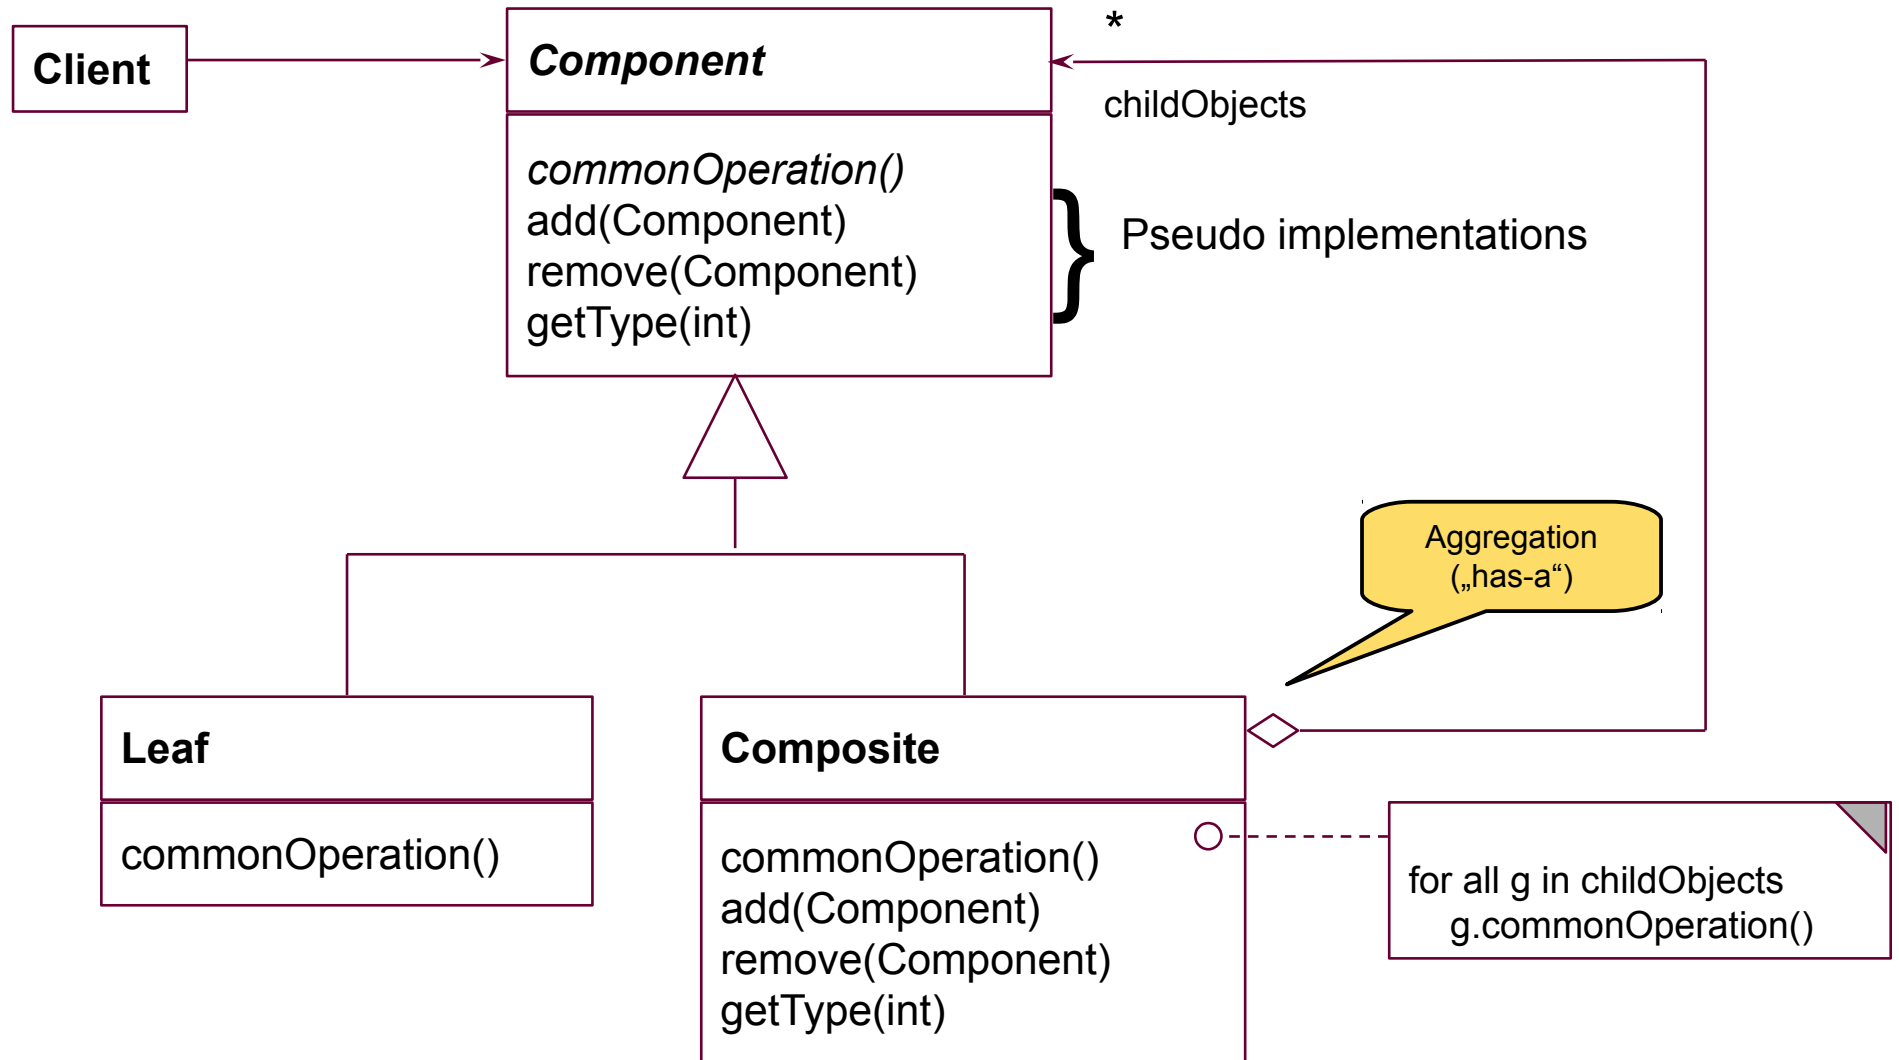 Client
Component
*
childObjects
commonOperation()
add(Component)
remove(Component)
getType(int)
}
Pseudo implementations
Aggregation
(„has-a“)
Leaf
commonOperation()
Composite
commonOperation()
add(Component)
remove(Component)
getType(int)
for all g in childObjects
g.commonOperation()